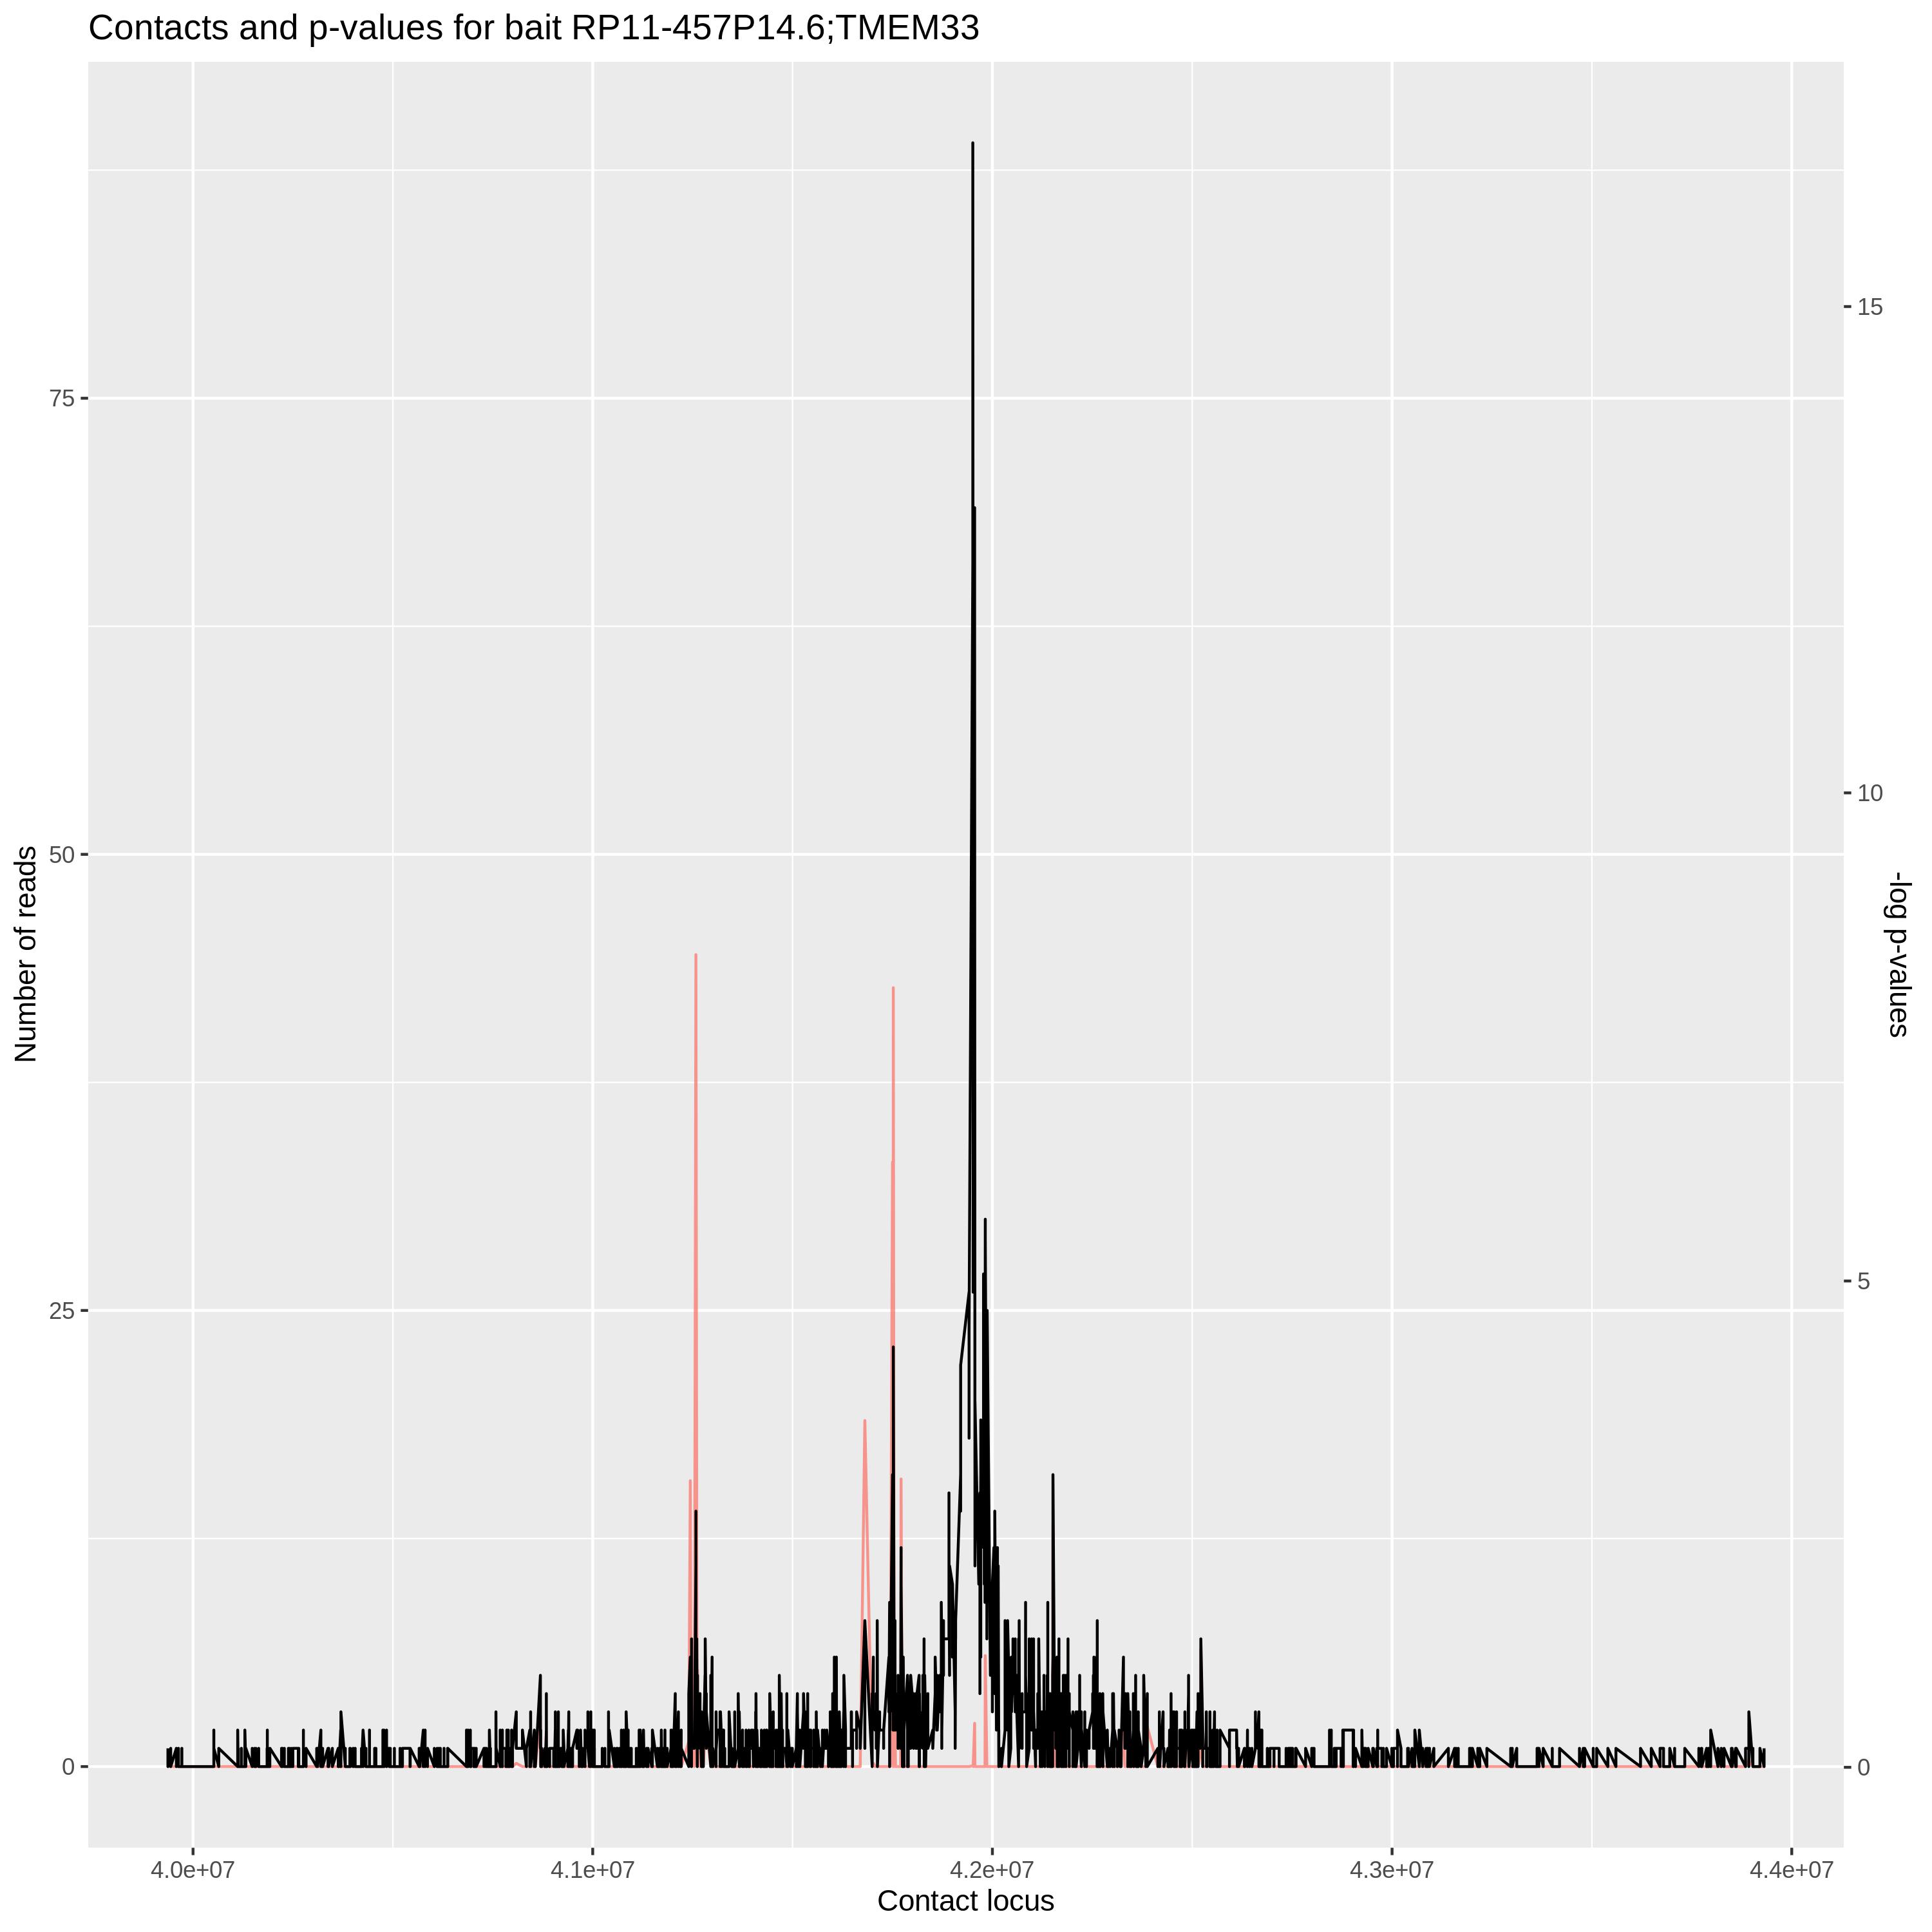 Contacts and p-values for bait RP11-457P14.6;TMEM33
Number of reads
75
50
25
0
15
10
5
0
-log p-values
4.0e+07
4.1e+07
4.2e+07
4.3e+07
4.4e+07
Contact locus